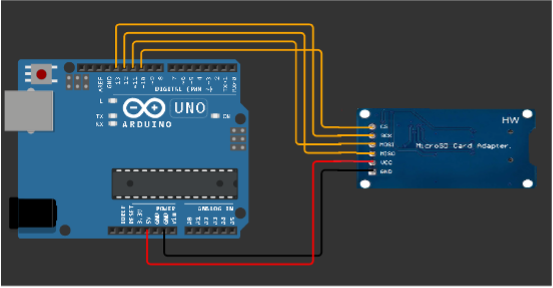 AREF
GND
13
12
~11
~10
~9
8
7
~6
~5
4
~3
2
TX→1
RX←0
DIGITAL (PWM ~)
L
UNO
TX
RX
ARDUINO
ON
HW
CS
SCK
MOSI
MISO
VCC
GND
MicroSD Card Adapter.
IOREF
RESET
3.3V
5V
GND
GND
Vin
POWER
ANALOG IN
A0
A1
A2
A3
A4
A5